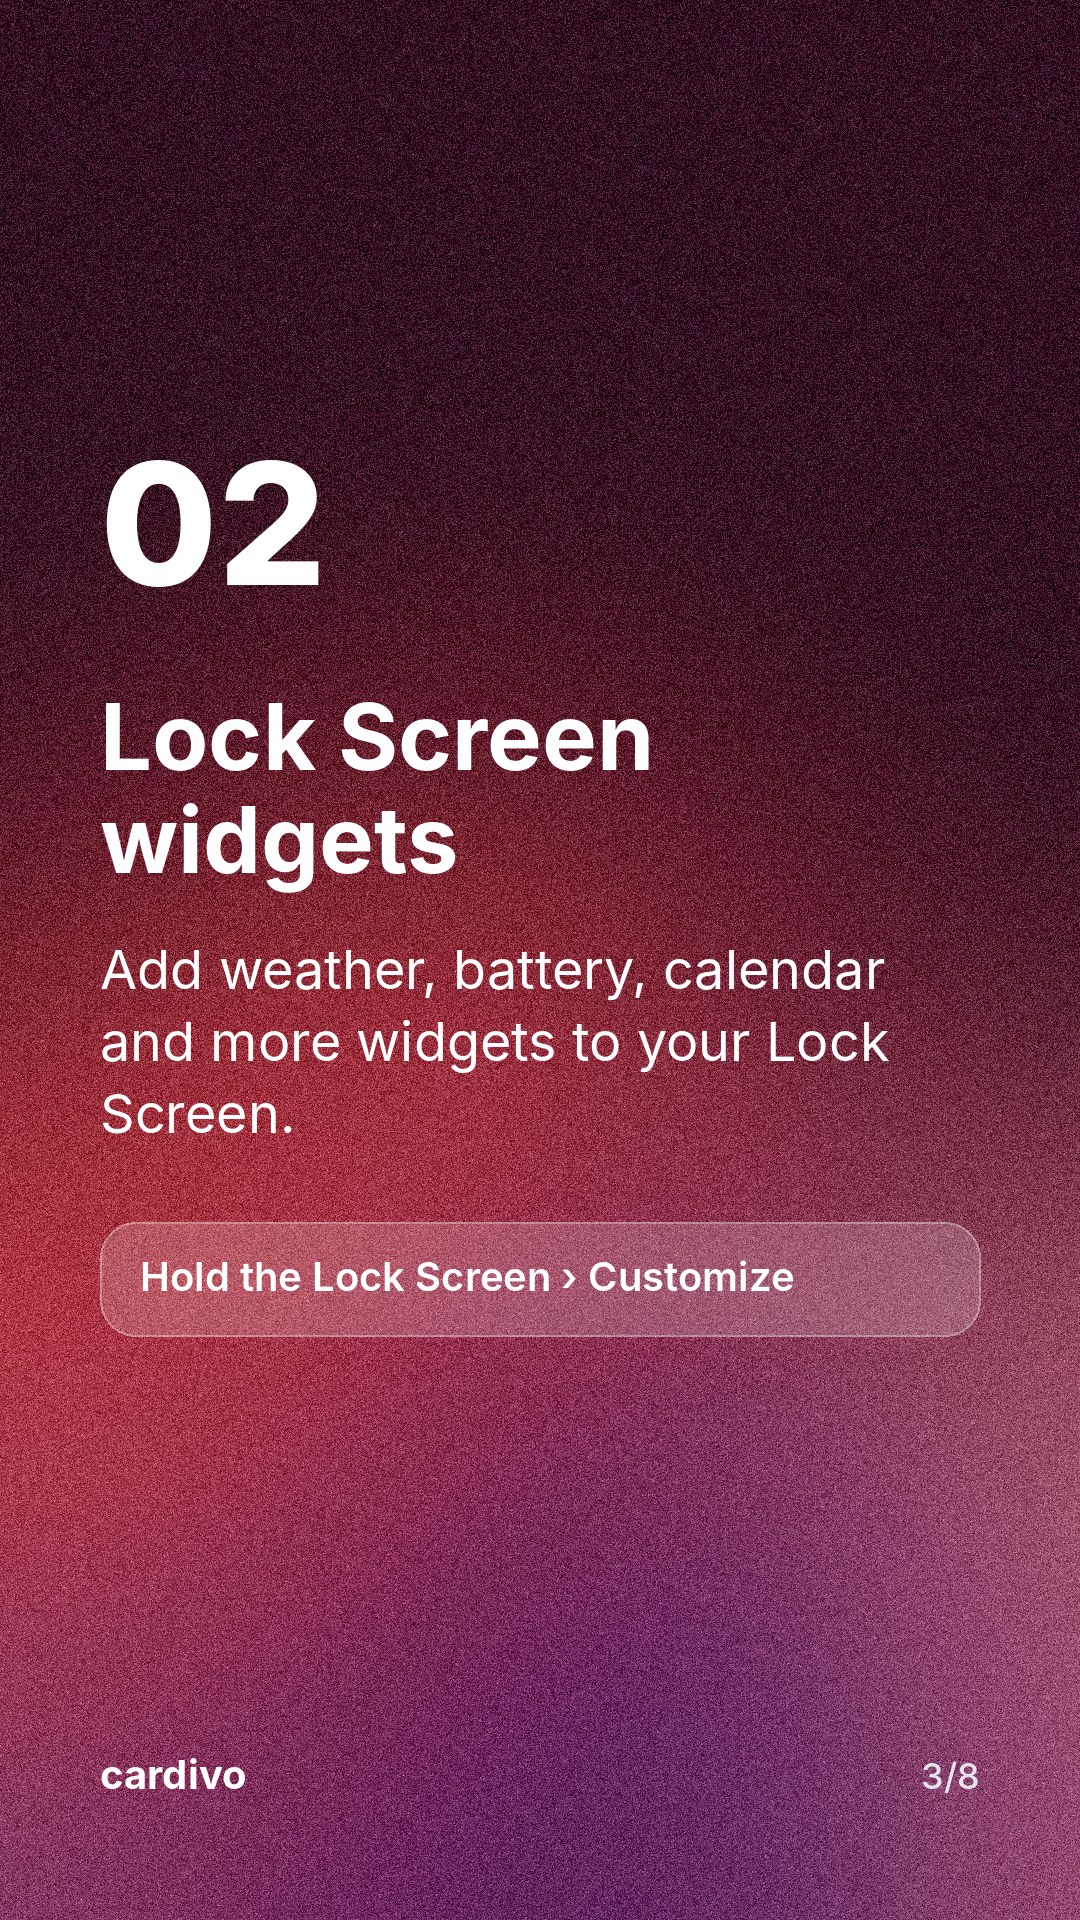 02
Lock Screen
widgets
Add weather, battery, calendar
and more widgets to your Lock
Screen.
Hold the Lock Screen › Customize
cardivo
3/8